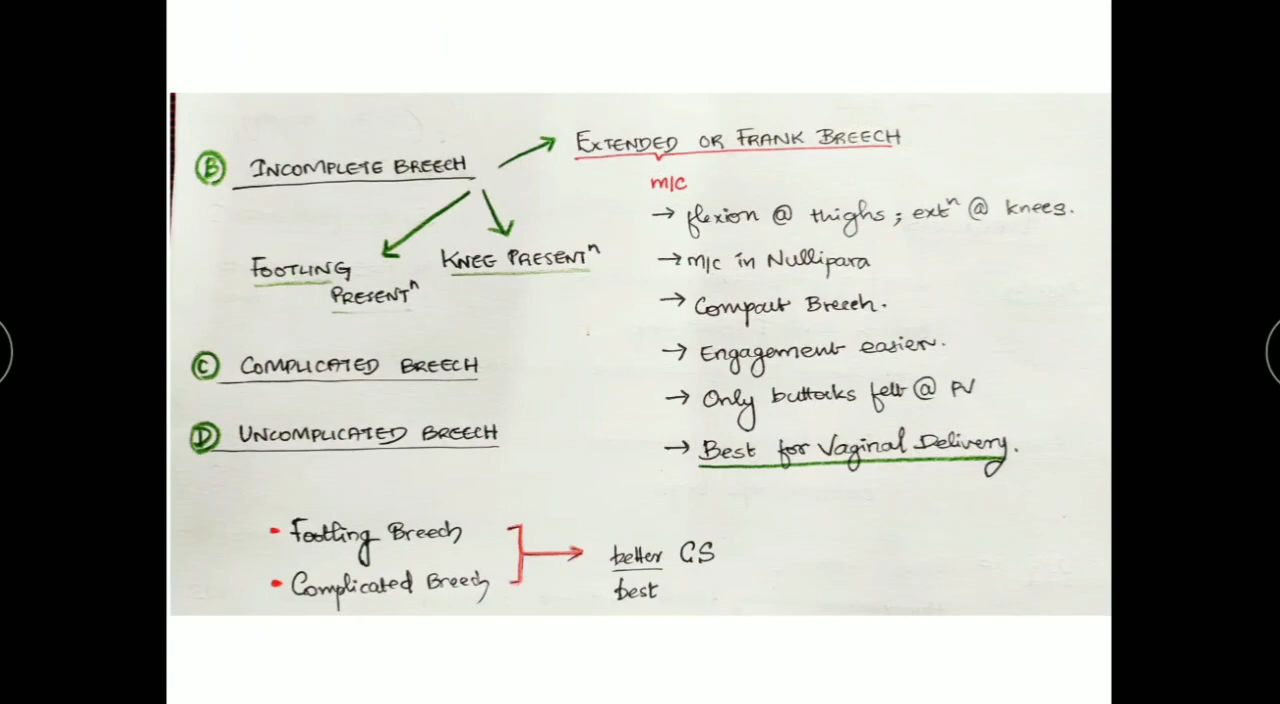 EXTENDED OR FRANK BREECH
Ⓑ INCOMPLETE BREECH
m/c
→ flexion @ thighs; extⁿ @ knees.
FOOTLING PRESENTⁿ
KNEE PRESENTⁿ
→ m/c in Nullipara
→ Compact Breech.
→ Engagement easier.
Ⓒ COMPLICATED BREECH
→ Only buttocks felt @ PV
Ⓓ UNCOMPLICATED BREECH
→ Best for Vaginal Delivery.
• Footling Breech
• Complicated Breech
better CS
best